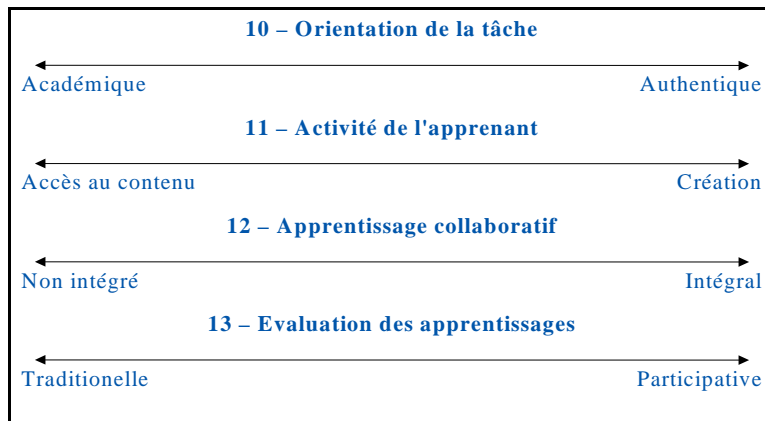 10 – Orientation de la tâche
Académique Authentique
11 – Activité de l'apprenant
Accès au contenu Création
12 – Apprentissage collaboratif
Non intégré Intégral
13 – Evaluation des apprentissages
Traditionelle Participative